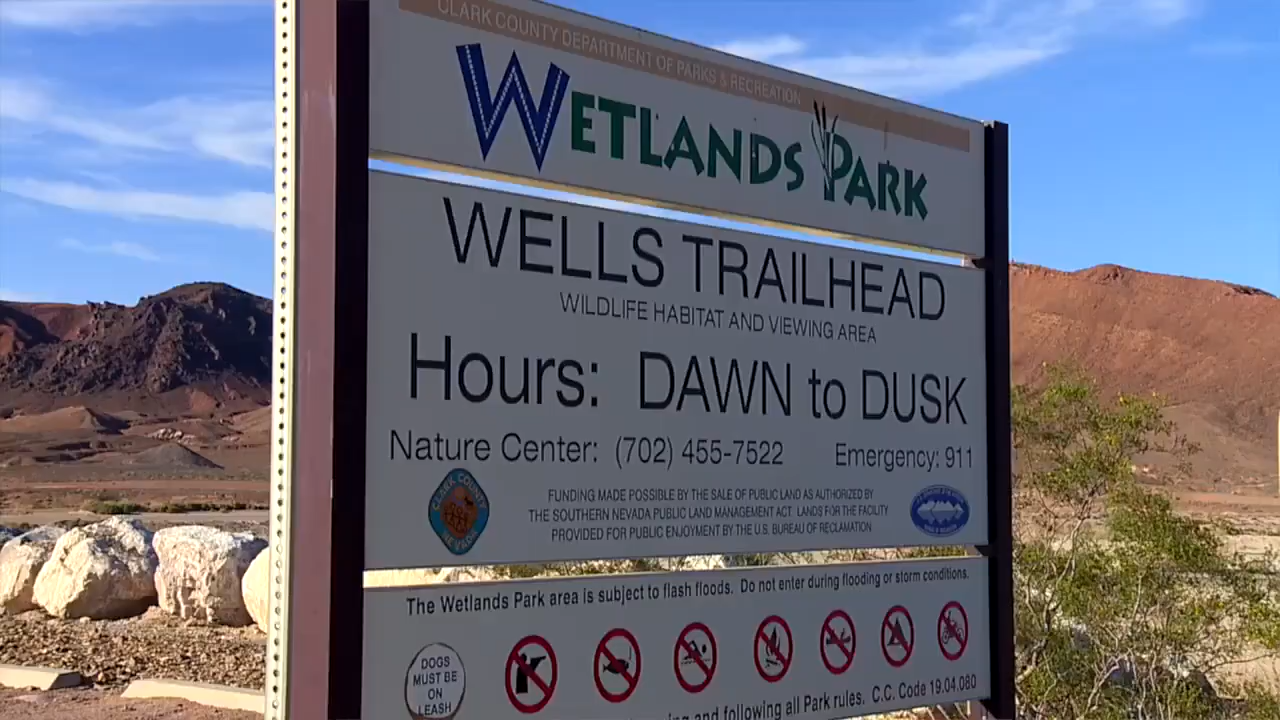 CLARK COUNTY DEPARTMENT OF PARKS & RECREATION
WETLANDS PARK
WELLS TRAILHEAD
WILDLIFE HABITAT AND VIEWING AREA
Hours: DAWN to DUSK
Nature Center: (702) 455-7522 Emergency: 911
CLARK COUNTY
NEVADA
FUNDING MADE POSSIBLE BY THE SALE OF PUBLIC LAND AS AUTHORIZED BY
THE SOUTHERN NEVADA PUBLIC LAND MANAGEMENT ACT. LANDS FOR THE FACILITY
PROVIDED FOR PUBLIC ENJOYMENT BY THE U.S. BUREAU OF RECLAMATION
The Wetlands Park area is subject to flash floods. Do not enter during flooding or storm conditions.
DOGS
MUST BE
ON
LEASH
and following all Park rules. C.C. Code 19.04.080